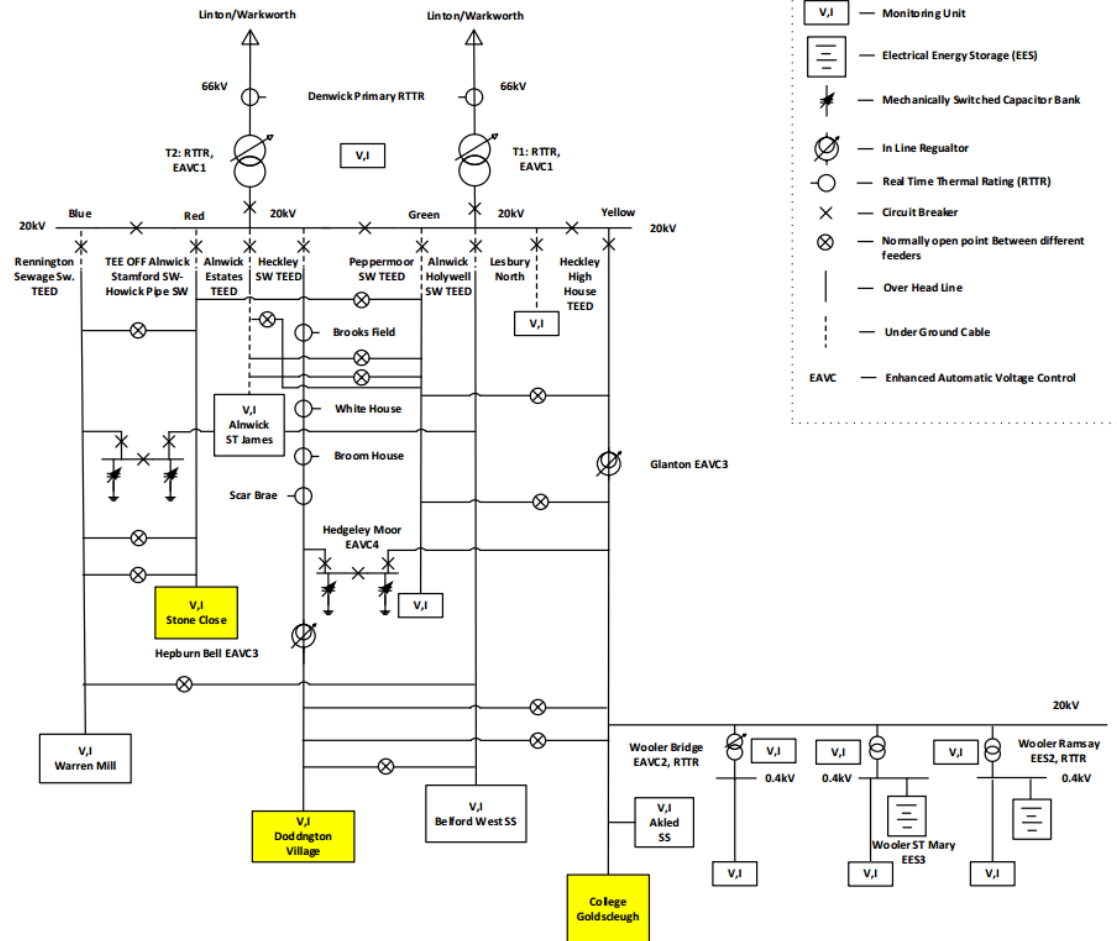 Linton/Warkworth
Linton/Warkworth
66kV
Denwick Primary RTTR
66kV
T2: RTTR,
EAVC1
V,I
T1: RTTR,
EAVC1
Blue
Red
20kV
Green
20kV
Yellow
20kV
20kV
Rennington
Sewage Sw.
TEED
TEE OFF Alnwick
Stamford SW-
Howick Pipe SW
Alnwick
Estates
TEED
Heckley
SW TEED
Peppermoor
SW TEED
Alnwick
Holywell
SW TEED
Lesbury
North
Heckley
High
House
TEED
V,I
Brooks Field
V,I
Alnwick
ST James
White House
Broom House
Glanton EAVC3
Scar Brae
Hedgeley Moor
EAVC4
V,I
Stone Close
V,I
Hepburn Bell EAVC3
20kV
V,I
Warren Mill
V,I
Doddngton
Village
V,I
Belford West SS
V,I
Akled
SS
College
Goldscleugh
Wooler Bridge
EAVC2, RTTR
V,I
0.4kV
V,I
V,I
0.4kV
Wooler ST Mary
EES3
V,I
V,I
Wooler Ramsay
EES2, RTTR
0.4kV
V,I
V,I — Monitoring Unit
— Electrical Energy Storage (EES)
— Mechanically Switched Capacitor Bank
— In Line Regualtor
— Real Time Thermal Rating (RTTR)
— Circuit Breaker
— Normally open point Between different
feeders
— Over Head Line
— Under Ground Cable
EAVC — Enhanced Automatic Voltage Control